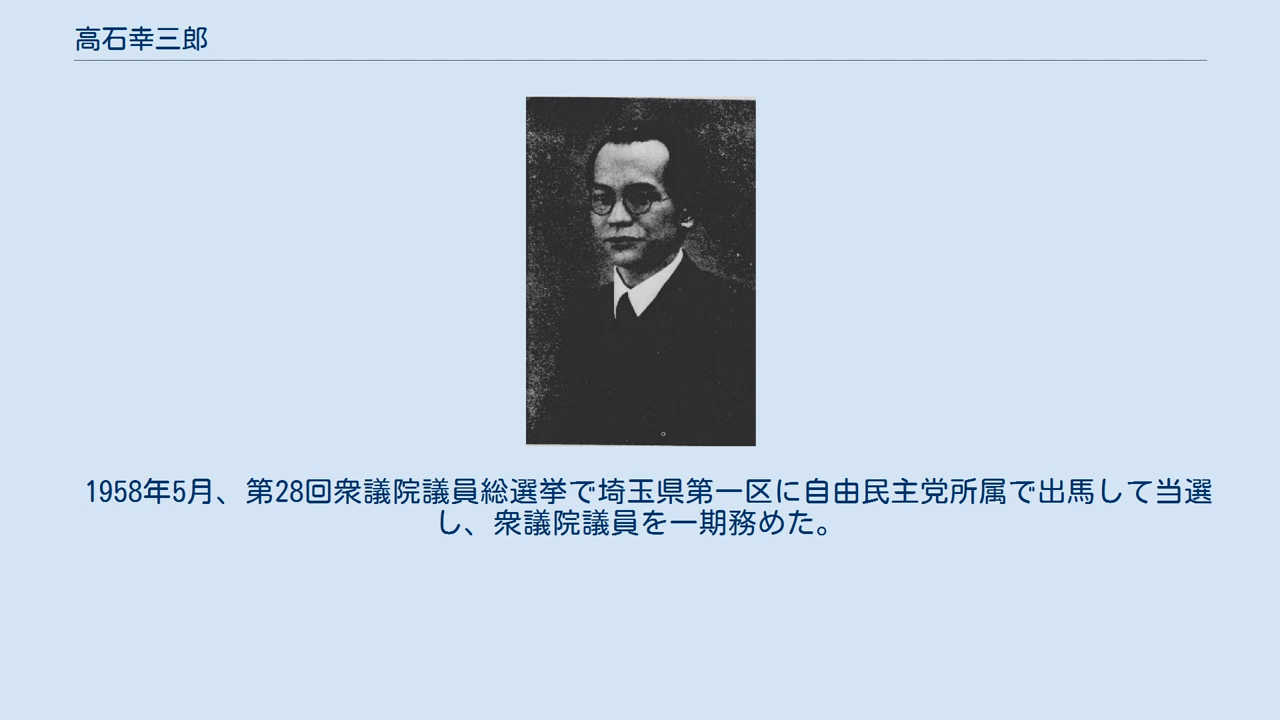 高石幸三郎
1958年5月、第28回衆議院議員総選挙で埼玉県第一区に自由民主党所属で出馬して当選
し、衆議院議員を一期務めた。